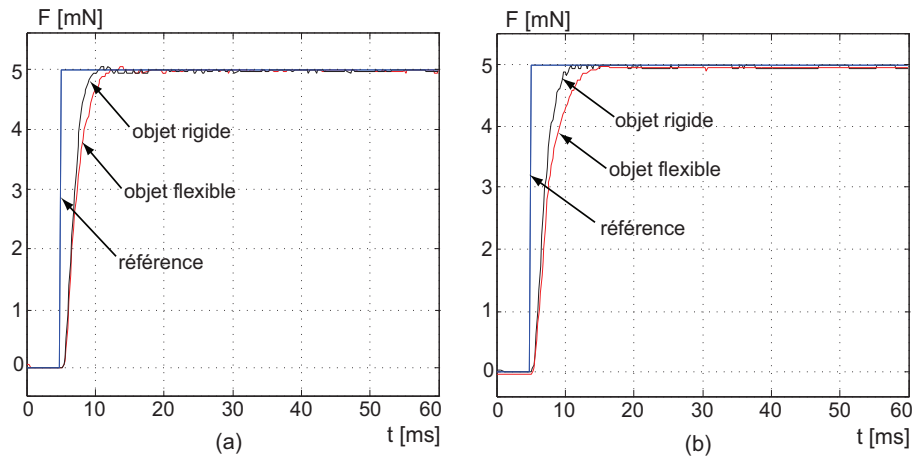 F [mN]
5
4
3
2
1
0
objet rigide
objet flexible
référence
0 10 20 30 40 50 60
t [ms]
(a)
F [mN]
5
4
3
2
1
0
objet rigide
objet flexible
référence
0 10 20 30 40 50 60
t [ms]
(b)